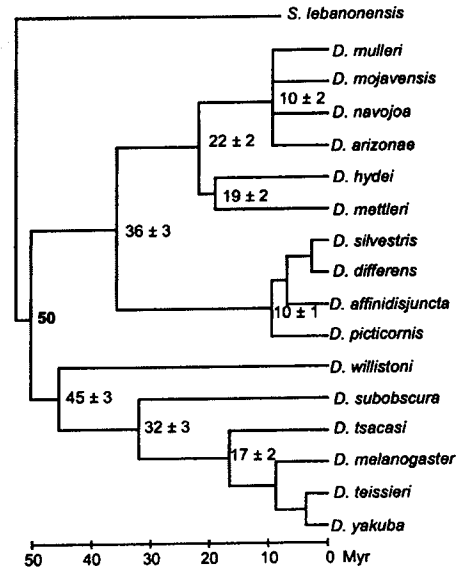 S. lebanonensis
D. mulleri
D. mojavensis
10 ± 2
D. navojoa
22 ± 2
D. arizonae
D. hydei
19 ± 2
D. mettleri
36 ± 3
D. silvestris
D. differens
D. affinidisjuncta
10 ± 1
50
D. picticornis
D. willistoni
45 ± 3
D. subobscura
32 ± 3
D. tsacasi
17 ± 2
D. melanogaster
D. teissieri
D. yakuba
50 40 30 20 10 0 Myr